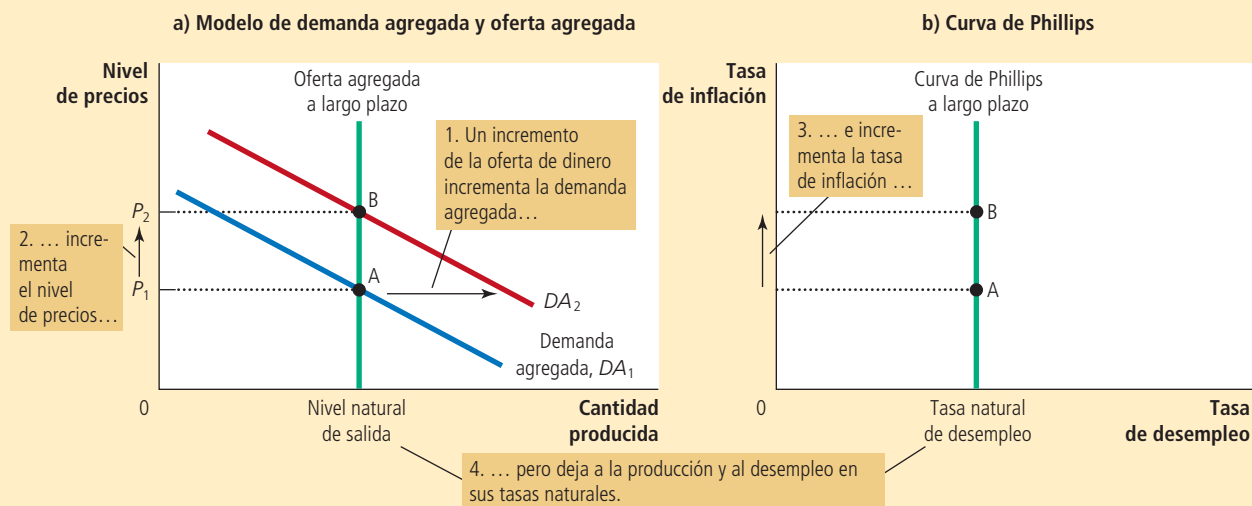 a) Modelo de demanda agregada y oferta agregada
Nivel
de precios
Oferta agregada
a largo plazo
1. Un incremento
de la oferta de dinero
incrementa la demanda
agregada…
B
P2
2. … incre-
menta
el nivel
de precios…
A
P1
DA2
Demanda
agregada, DA1
0
Nivel natural
de salida
Cantidad
producida
b) Curva de Phillips
Tasa
de inflación
Curva de Phillips
a largo plazo
3. … e incre-
menta la tasa
de inflación …
B
A
0
Tasa natural
de desempleo
Tasa
de desempleo
4. … pero deja a la producción y al desempleo en
sus tasas naturales.